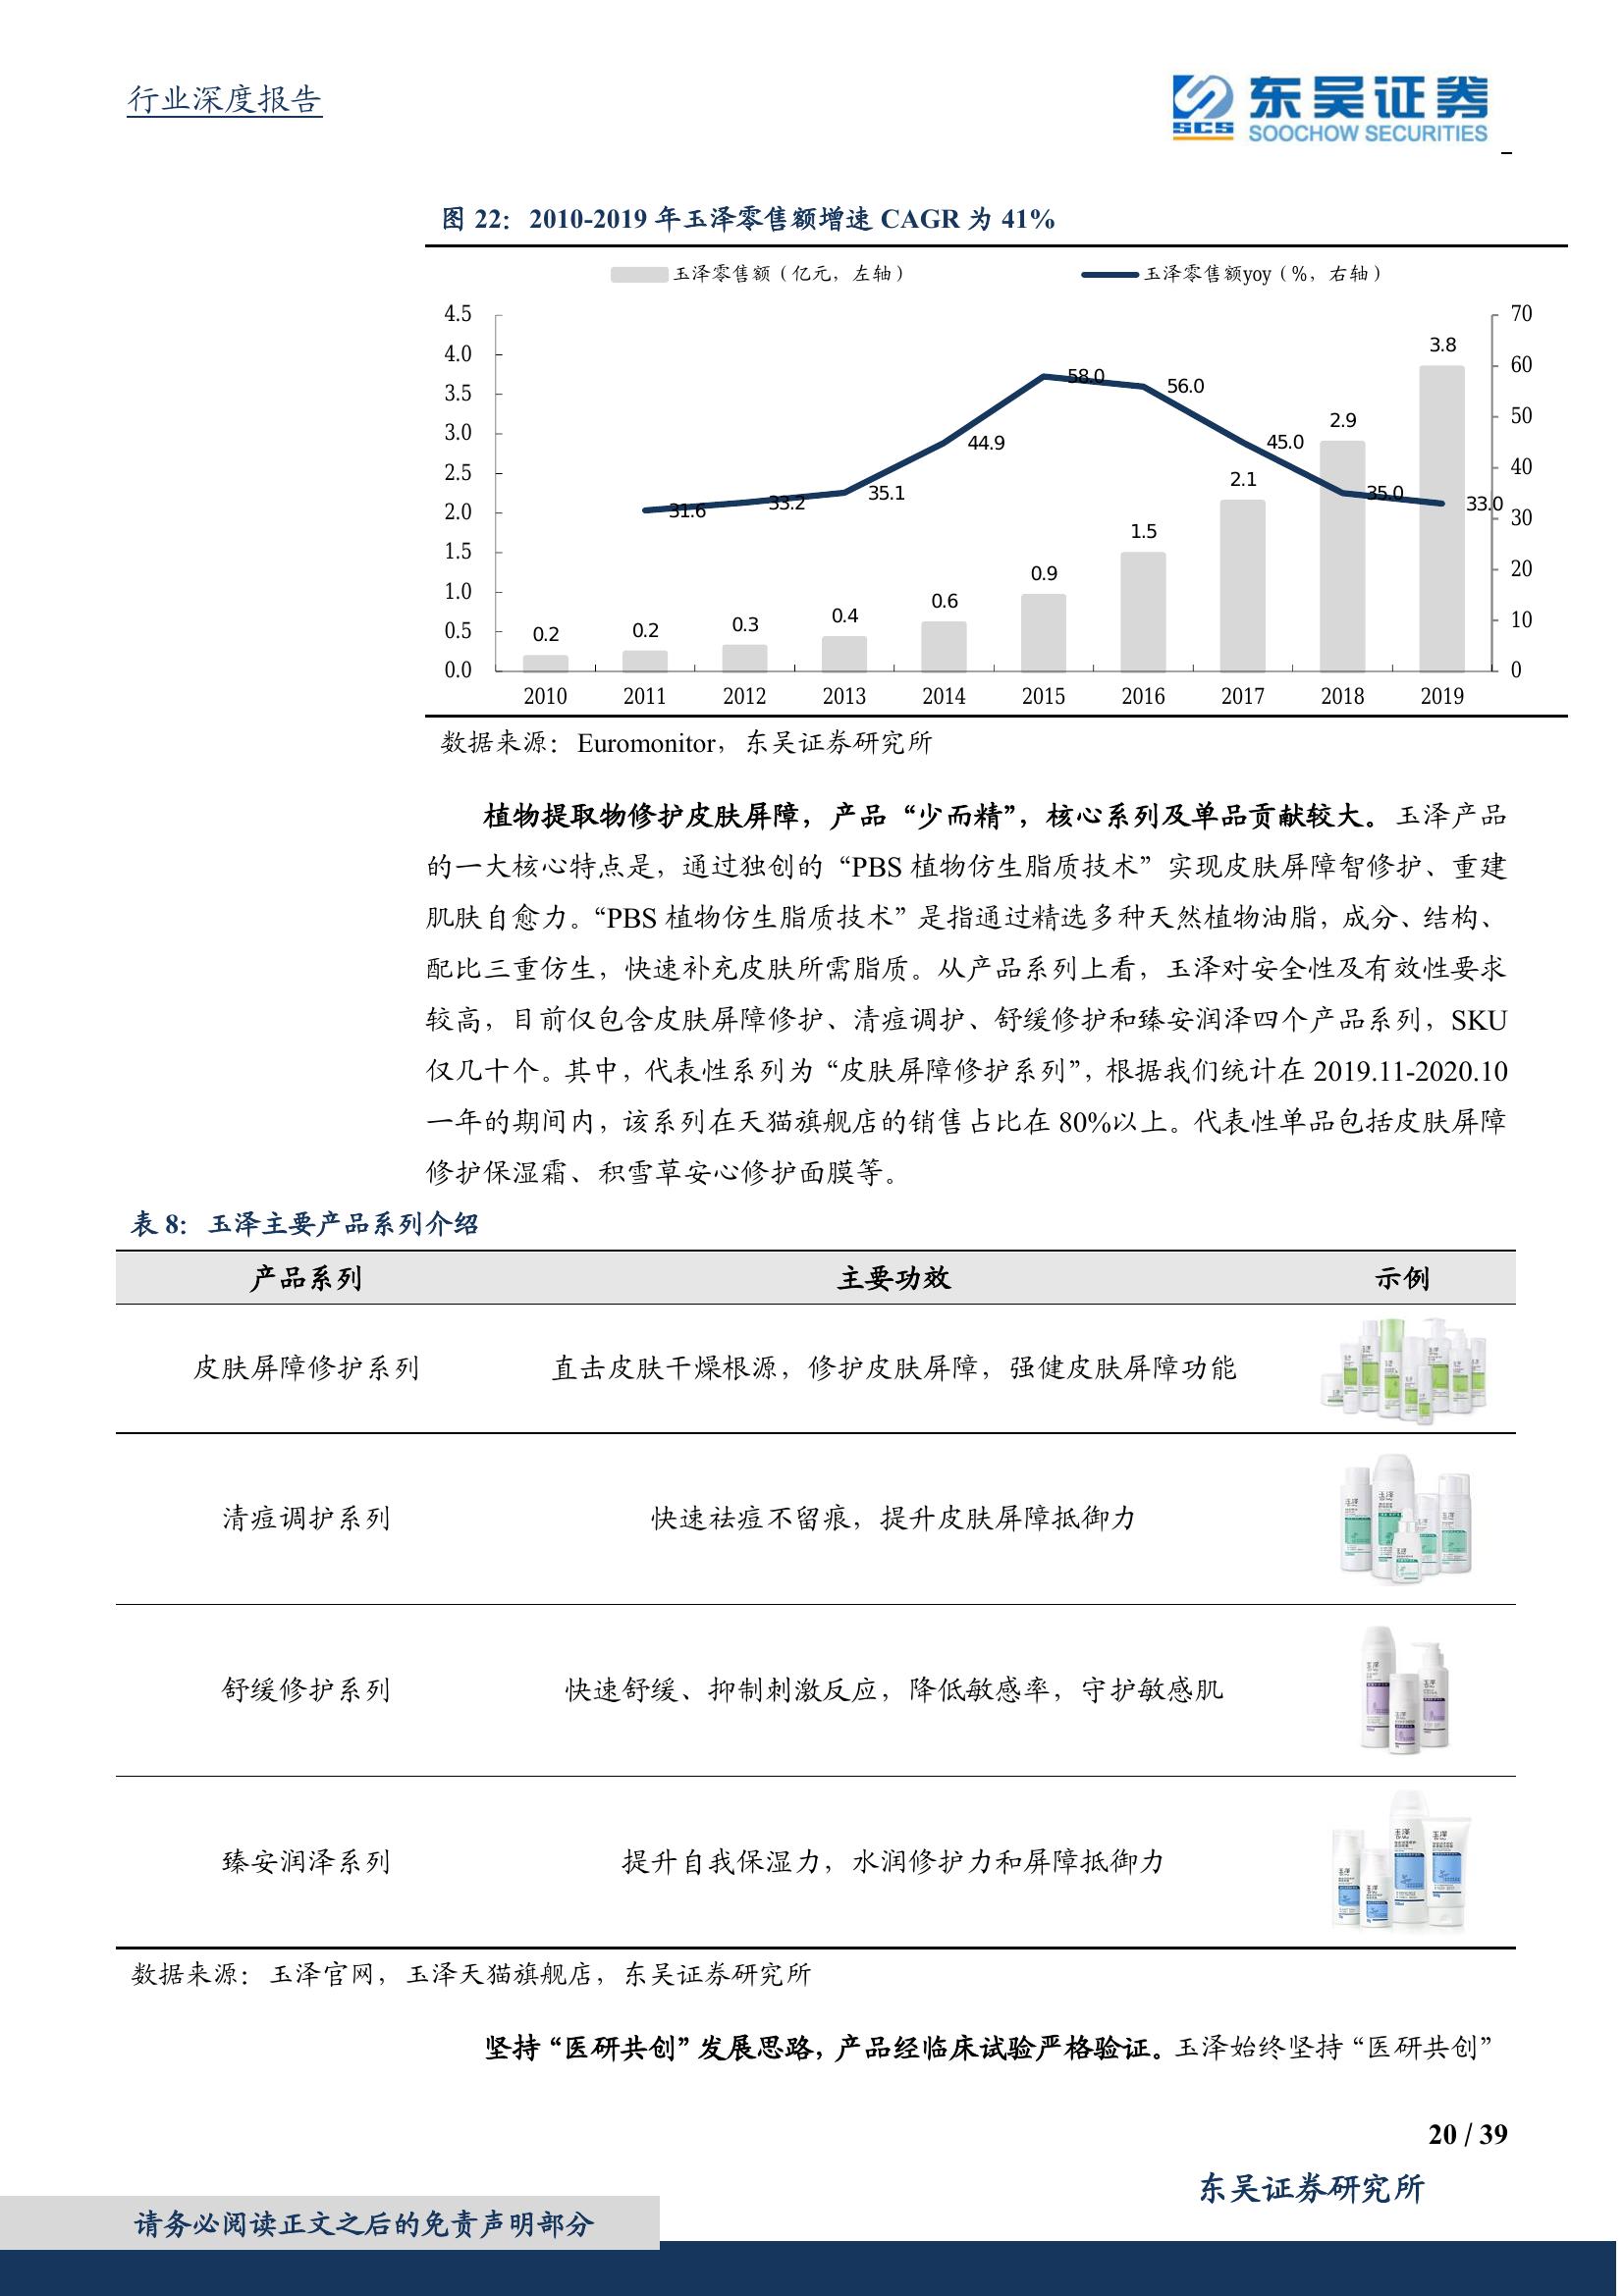 行业深度报告
SCS
东吴证券
SOOCHOW SECURITIES
图 22：2010-2019 年玉泽零售额增速 CAGR 为 41%
玉泽零售额（亿元，左轴） 玉泽零售额yoy（%，右轴）
4.5 70
4.0 60
3.5 50
3.0 40
2.5 30
2.0 20
1.5 10
1.0 0
0.5
0.0
0.2 0.2 0.3 0.4 0.6 0.9 1.5 2.1 2.9 3.8
31.6 33.2 35.1 44.9 58.0 56.0 45.0 35.0 33.0
2010 2011 2012 2013 2014 2015 2016 2017 2018 2019
数据来源：Euromonitor，东吴证券研究所
植物提取物修护皮肤屏障，产品“少而精”，核心系列及单品贡献较大。玉泽产品
的一大核心特点是，通过独创的“PBS 植物仿生脂质技术”实现皮肤屏障智修护、重建
肌肤自愈力。“PBS 植物仿生脂质技术”是指通过精选多种天然植物油脂，成分、结构、
配比三重仿生，快速补充皮肤所需脂质。从产品系列上看，玉泽对安全性及有效性要求
较高，目前仅包含皮肤屏障修护、清痘调护、舒缓修护和臻安润泽四个产品系列，SKU
仅几十个。其中，代表性系列为“皮肤屏障修护系列”，根据我们统计在 2019.11-2020.10
一年的期间内，该系列在天猫旗舰店的销售占比在 80%以上。代表性单品包括皮肤屏障
修护保湿霜、积雪草安心修护面膜等。
表 8：玉泽主要产品系列介绍
产品系列 主要功效 示例
皮肤屏障修护系列 直击皮肤干燥根源，修护皮肤屏障，强健皮肤屏障功能
清痘调护系列 快速祛痘不留痕，提升皮肤屏障抵御力
舒缓修护系列 快速舒缓、抑制刺激反应，降低敏感率，守护敏感肌
臻安润泽系列 提升自我保湿力，水润修护力和屏障抵御力
数据来源：玉泽官网，玉泽天猫旗舰店，东吴证券研究所
坚持“医研共创”发展思路，产品经临床试验严格验证。玉泽始终坚持“医研共创”
20 / 39
东吴证券研究所
请务必阅读正文之后的免责声明部分